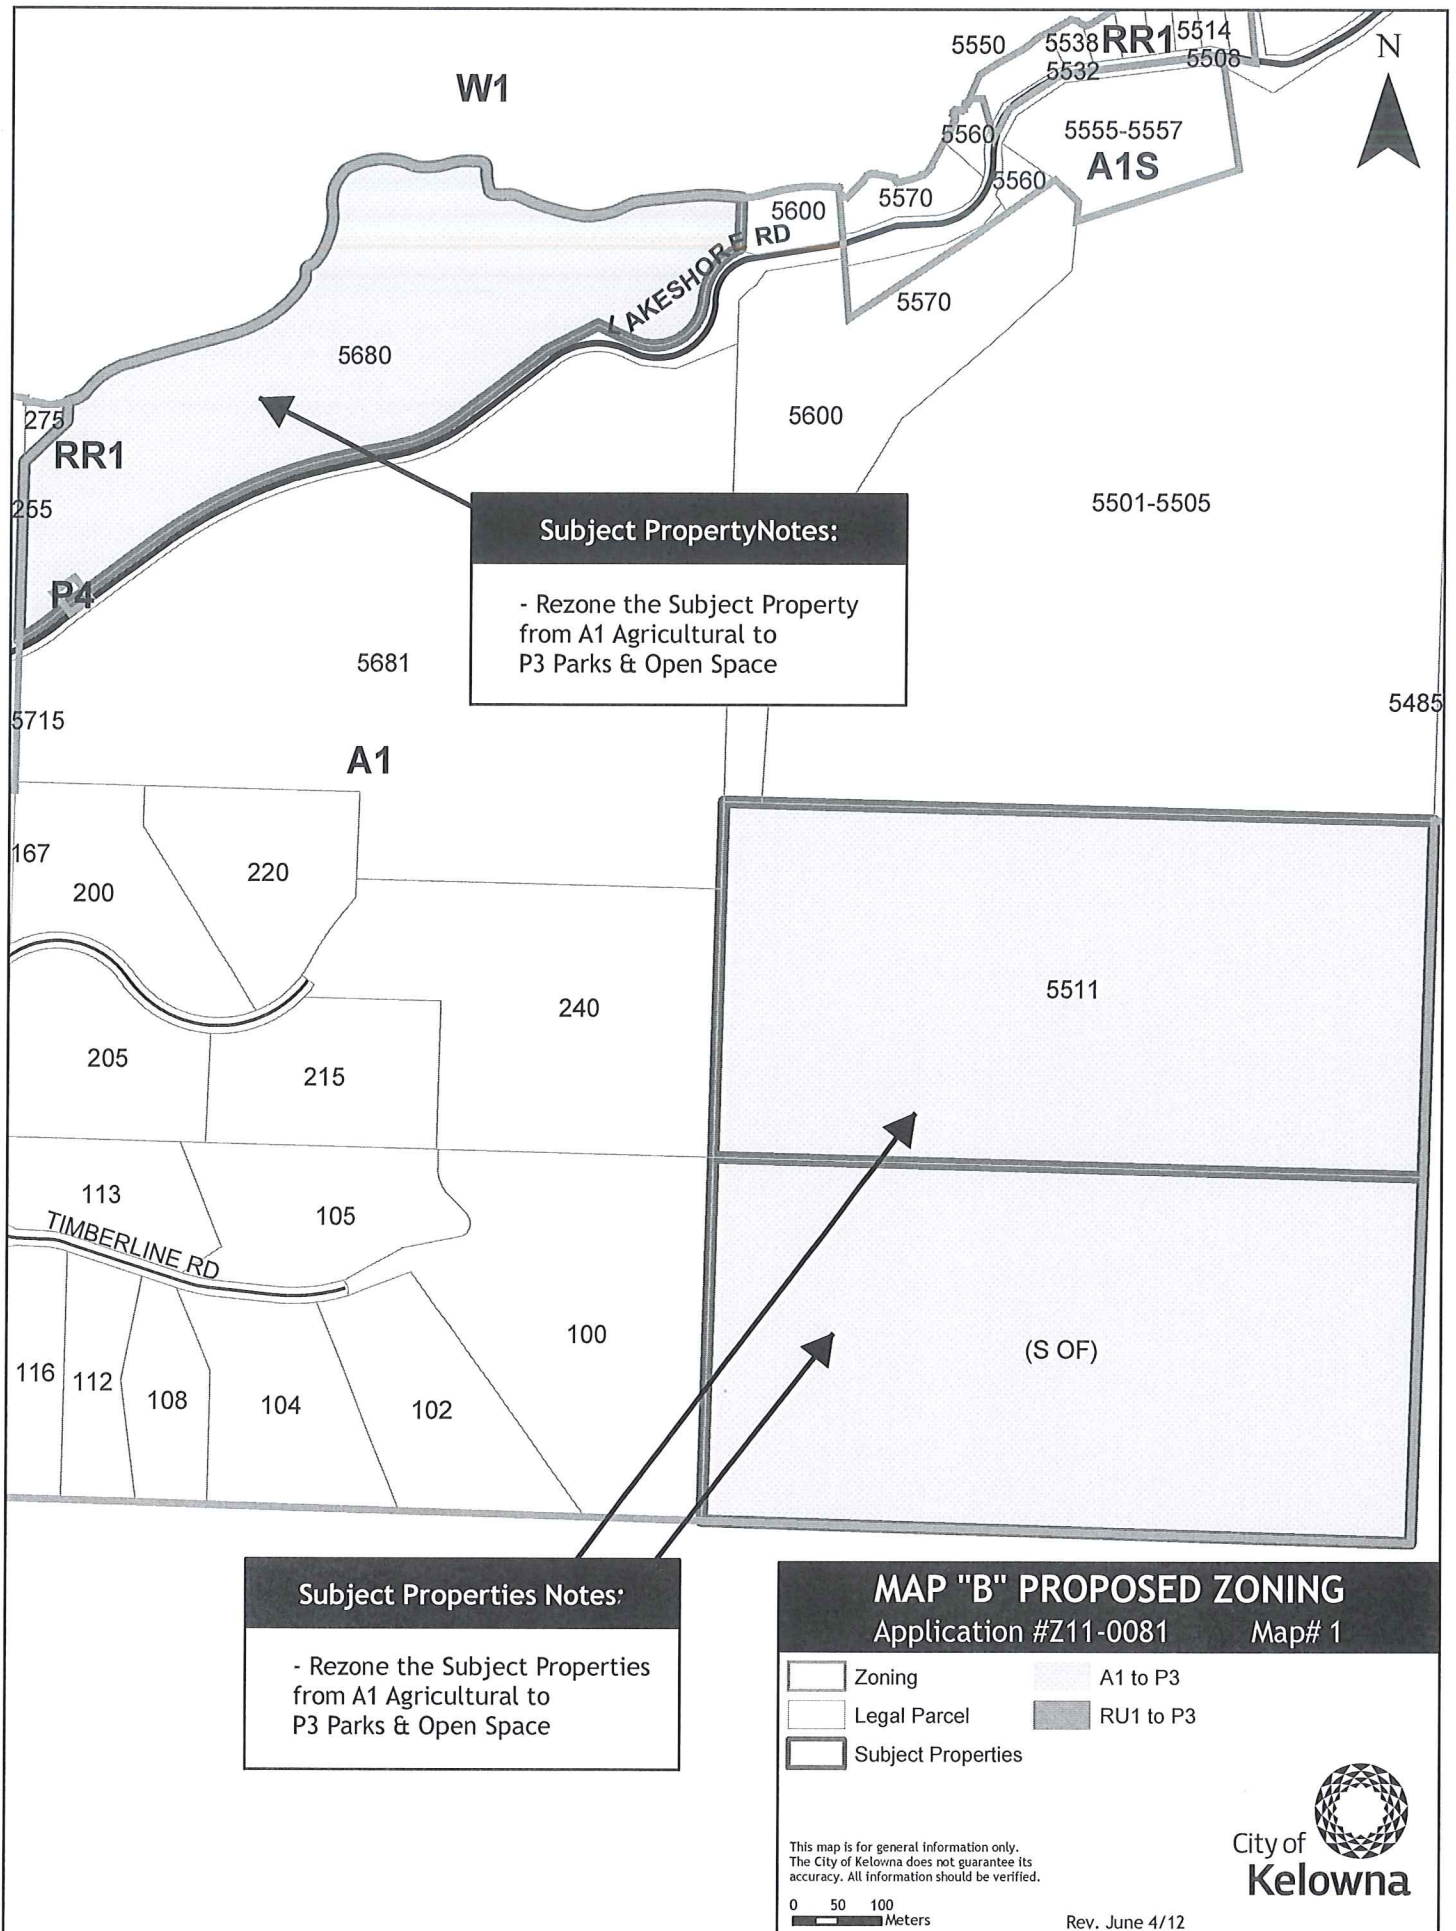 W1
5550
5538
RR1
5514
5508
5532
N
5560
5555-5557
A1S
5560
5570
5600
LAKESHORE RD
5570
5680
5600
275
RR1
265
5501-5505
Subject PropertyNotes:
- Rezone the Subject Property
from A1 Agricultural to
P3 Parks & Open Space
P4
5681
5715
5485
A1
167
200
220
5511
240
205
215
113
105
TIMBERLINE RD
100
(S OF)
116
112
108
104
102
Subject Properties Notes:
- Rezone the Subject Properties
from A1 Agricultural to
P3 Parks & Open Space
MAP "B" PROPOSED ZONING
Application #Z11-0081 Map# 1
Zoning
A1 to P3
Legal Parcel
RU1 to P3
Subject Properties
This map is for general information only.
The City of Kelowna does not guarantee its
accuracy. All information should be verified.
0 50 100
Meters
Rev. June 4/12
City of
Kelowna